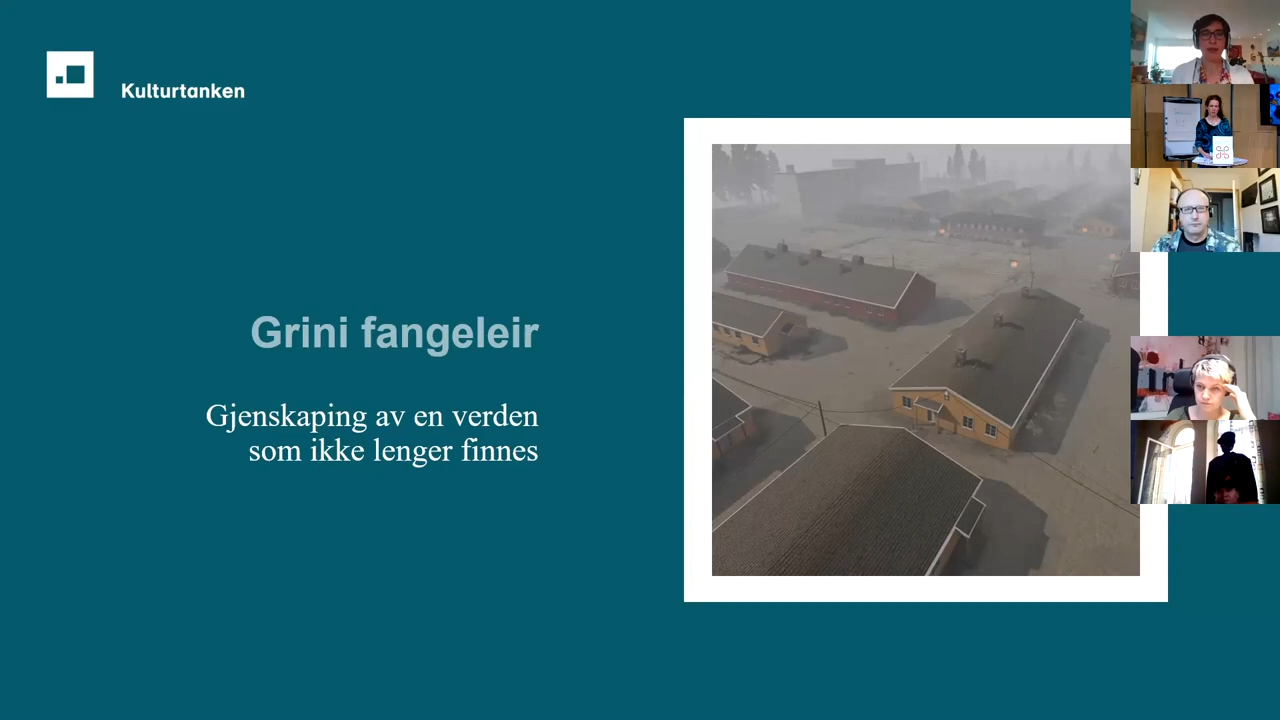 Kulturtanken
Grini fangeleir
Gjenskaping av en verden
som ikke lenger finnes